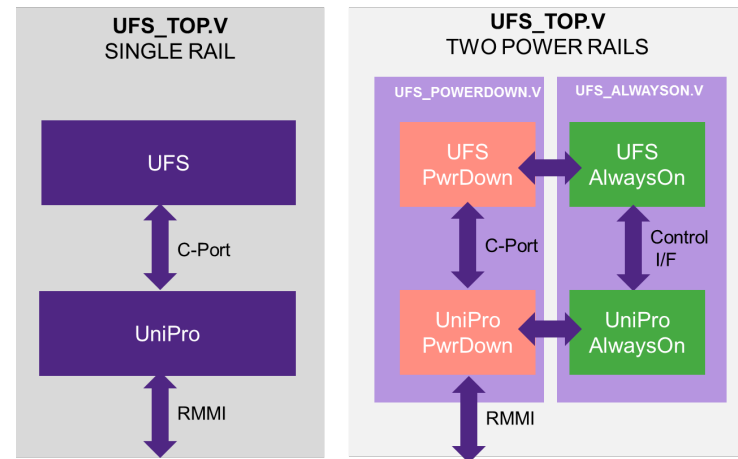 UFS_TOP.V
SINGLE RAIL
UFS
C-Port
UniPro
RMMI
UFS_TOP.V
TWO POWER RAILS
UFS_POWERDOWN.V
UFS_ALWAYSON.V
UFS
PwrDown
UFS
AlwaysOn
C-Port
Control
I/F
UniPro
PwrDown
UniPro
AlwaysOn
RMMI